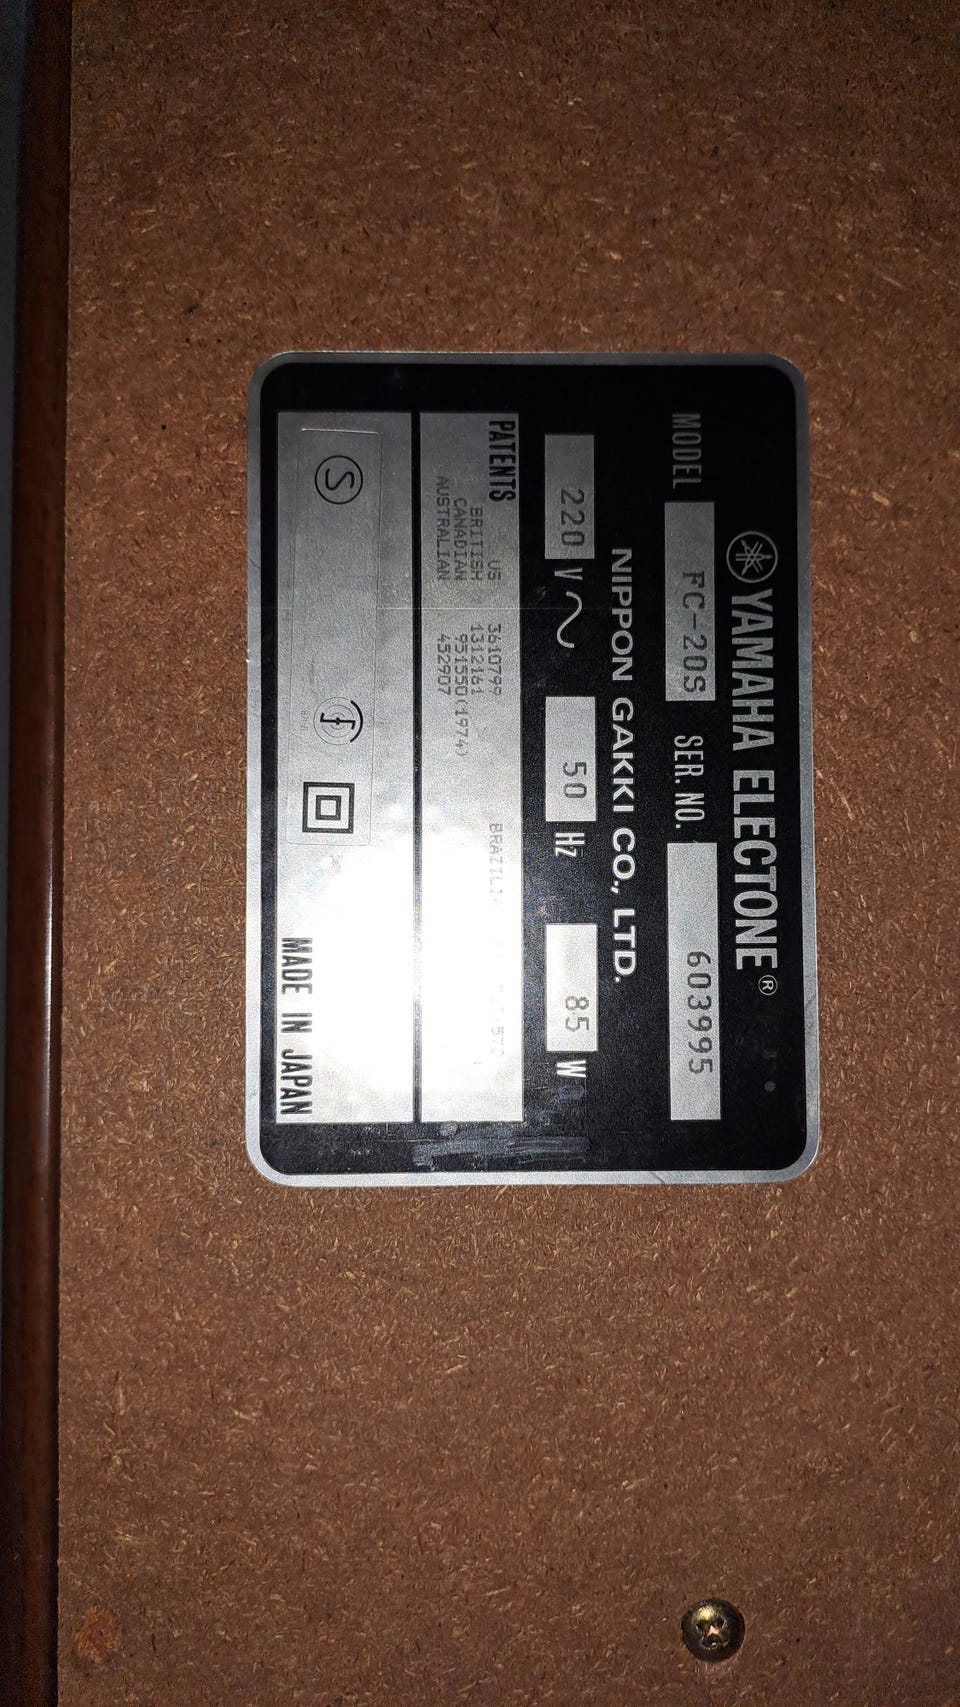 YAMAHA ELECTONE®
MODEL FC-20S SER. NO. 603995
NIPPON GAKKI CO., LTD.
220 V 50 Hz 85 W
PATENTS US 3610799
BRITISH 1312161
CANADIAN 951550(1974)
AUSTRALIAN 452907
S
MADE IN JAPAN